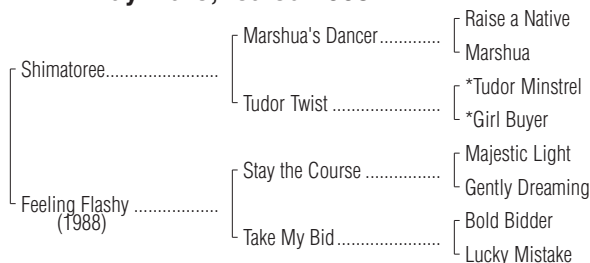 Raise a Native
Marshua's Dancer............
Marshua
Shimatoree......................
*Tudor Minstrel
Tudor Twist .....................
*Girl Buyer
Majestic Light
Stay the Course ...............
Gently Dreaming
Feeling Flashy ................
(1988)
Bold Bidder
Take My Bid....................
Lucky Mistake